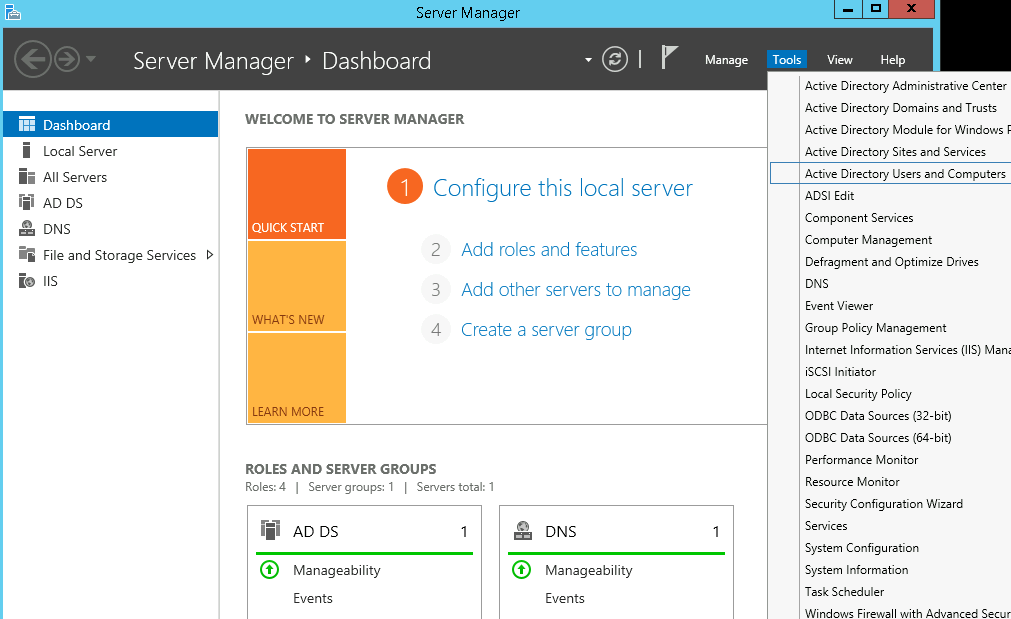 Server Manager
Server Manager ‣ Dashboard
Manage
Tools
View
Help
Dashboard
Local Server
All Servers
AD DS
DNS
File and Storage Services
IIS
WELCOME TO SERVER MANAGER
QUICK START
WHAT'S NEW
LEARN MORE
1 Configure this local server
2 Add roles and features
3 Add other servers to manage
4 Create a server group
ROLES AND SERVER GROUPS
Roles: 4 | Server groups: 1 | Servers total: 1
AD DS 1
Manageability
Events
DNS 1
Manageability
Events
Active Directory Administrative Center
Active Directory Domains and Trusts
Active Directory Module for Windows P
Active Directory Sites and Services
Active Directory Users and Computers
ADSI Edit
Component Services
Computer Management
Defragment and Optimize Drives
DNS
Event Viewer
Group Policy Management
Internet Information Services (IIS) Mana
iSCSI Initiator
Local Security Policy
ODBC Data Sources (32-bit)
ODBC Data Sources (64-bit)
Performance Monitor
Resource Monitor
Security Configuration Wizard
Services
System Configuration
System Information
Task Scheduler
Windows Firewall with Advanced Secur